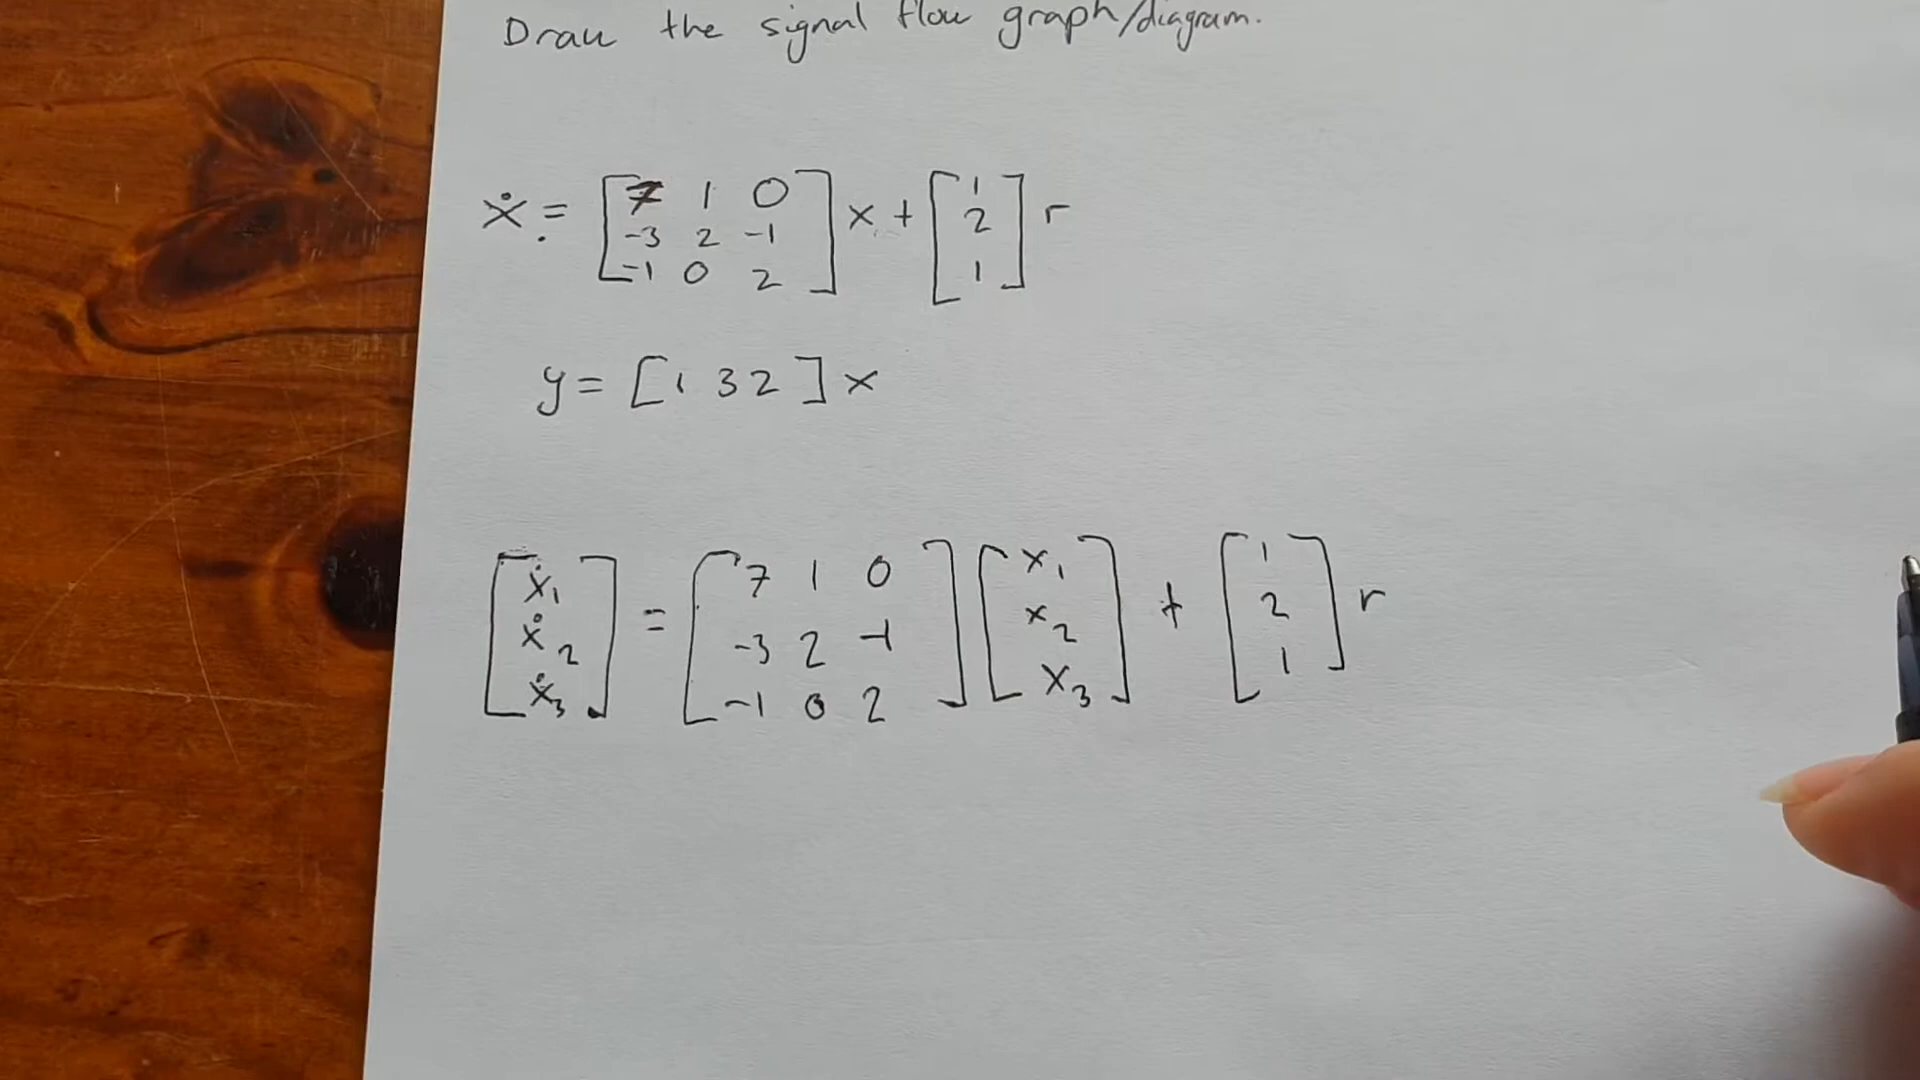 Draw the signal flow graph/diagram.
ẋ = [7 1 0; -3 2 -1; -1 0 2] x + [1; 2; 1] r
y = [1 3 2] x
[ẋ₁; ẋ₂; ẋ₃] = [7 1 0; -3 2 -1; -1 0 2] [x₁; x₂; x₃] + [1; 2; 1] r